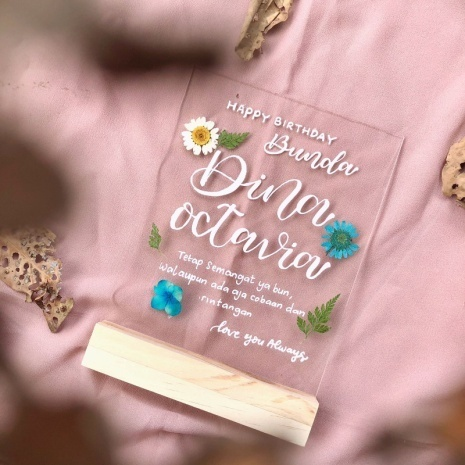 HAPPY BIRTHDAY
Bunda
Dina
octavia
Tetap semangat ya bun,
walaupun ada aja cobaan dan
rintangan
love you Always